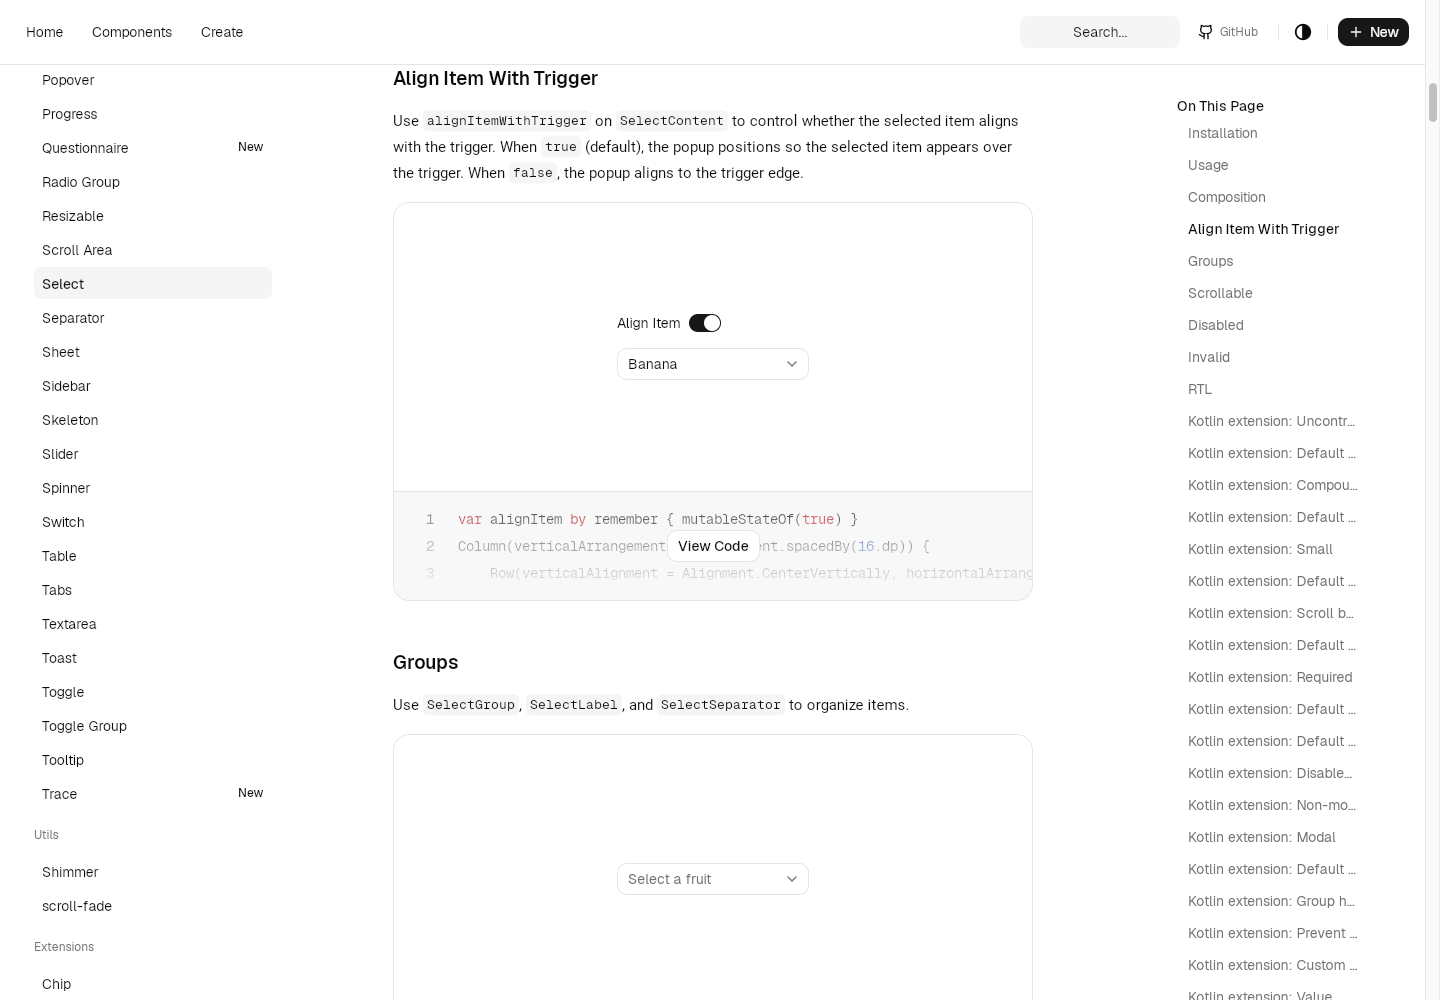 Home
Components
Create
Search...
GitHub
New
Popover
Progress
Questionnaire New
Radio Group
Resizable
Scroll Area
Select
Separator
Sheet
Sidebar
Skeleton
Slider
Spinner
Switch
Table
Tabs
Textarea
Toast
Toggle
Toggle Group
Tooltip
Trace New
Utils
Shimmer
scroll-fade
Extensions
Chip
Align Item With Trigger
Use alignItemWithTrigger on SelectContent to control whether the selected item aligns
with the trigger. When true (default), the popup positions so the selected item appears over
the trigger. When false, the popup aligns to the trigger edge.
Align Item
Banana
1 var alignItem by remember { mutableStateOf(true) }
2 Column(verticalArrangement
View Code
nt.spacedBy(16.dp)) {
3 Row(verticalAlignment = Alignment.CenterVertically, horizontalArrang
Groups
Use SelectGroup, SelectLabel, and SelectSeparator to organize items.
Select a fruit
On This Page
Installation
Usage
Composition
Align Item With Trigger
Groups
Scrollable
Disabled
Invalid
RTL
Kotlin extension: Uncontr...
Kotlin extension: Default ...
Kotlin extension: Compou...
Kotlin extension: Default ...
Kotlin extension: Small
Kotlin extension: Default ...
Kotlin extension: Scroll b...
Kotlin extension: Default ...
Kotlin extension: Required
Kotlin extension: Default ...
Kotlin extension: Default ...
Kotlin extension: Disable...
Kotlin extension: Non-mo...
Kotlin extension: Modal
Kotlin extension: Default ...
Kotlin extension: Group h...
Kotlin extension: Prevent ...
Kotlin extension: Custom ...
Kotlin extension: Value